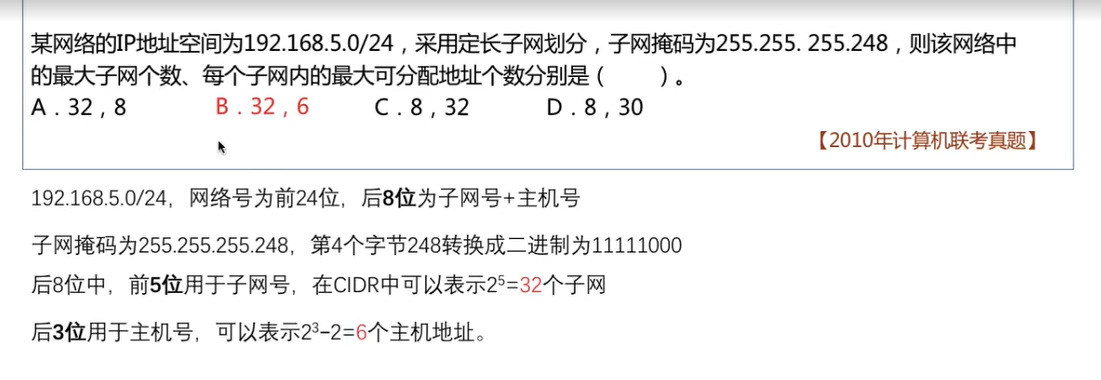 某网络的IP地址空间为192.168.5.0/24，采用定长子网划分，子网掩码为255.255. 255.248，则该网络中
的最大子网个数、每个子网内的最大可分配地址个数分别是（　　）。
A．32，8　　B．32，6　　C．8，32　　D．8，30
【2010年计算机联考真题】
192.168.5.0/24，网络号为前24位，后8位为子网号+主机号
子网掩码为255.255.255.248，第4个字节248转换成二进制为11111000
后8位中，前5位用于子网号，在CIDR中可以表示2⁵=32个子网
后3位用于主机号，可以表示2³−2=6个主机地址。